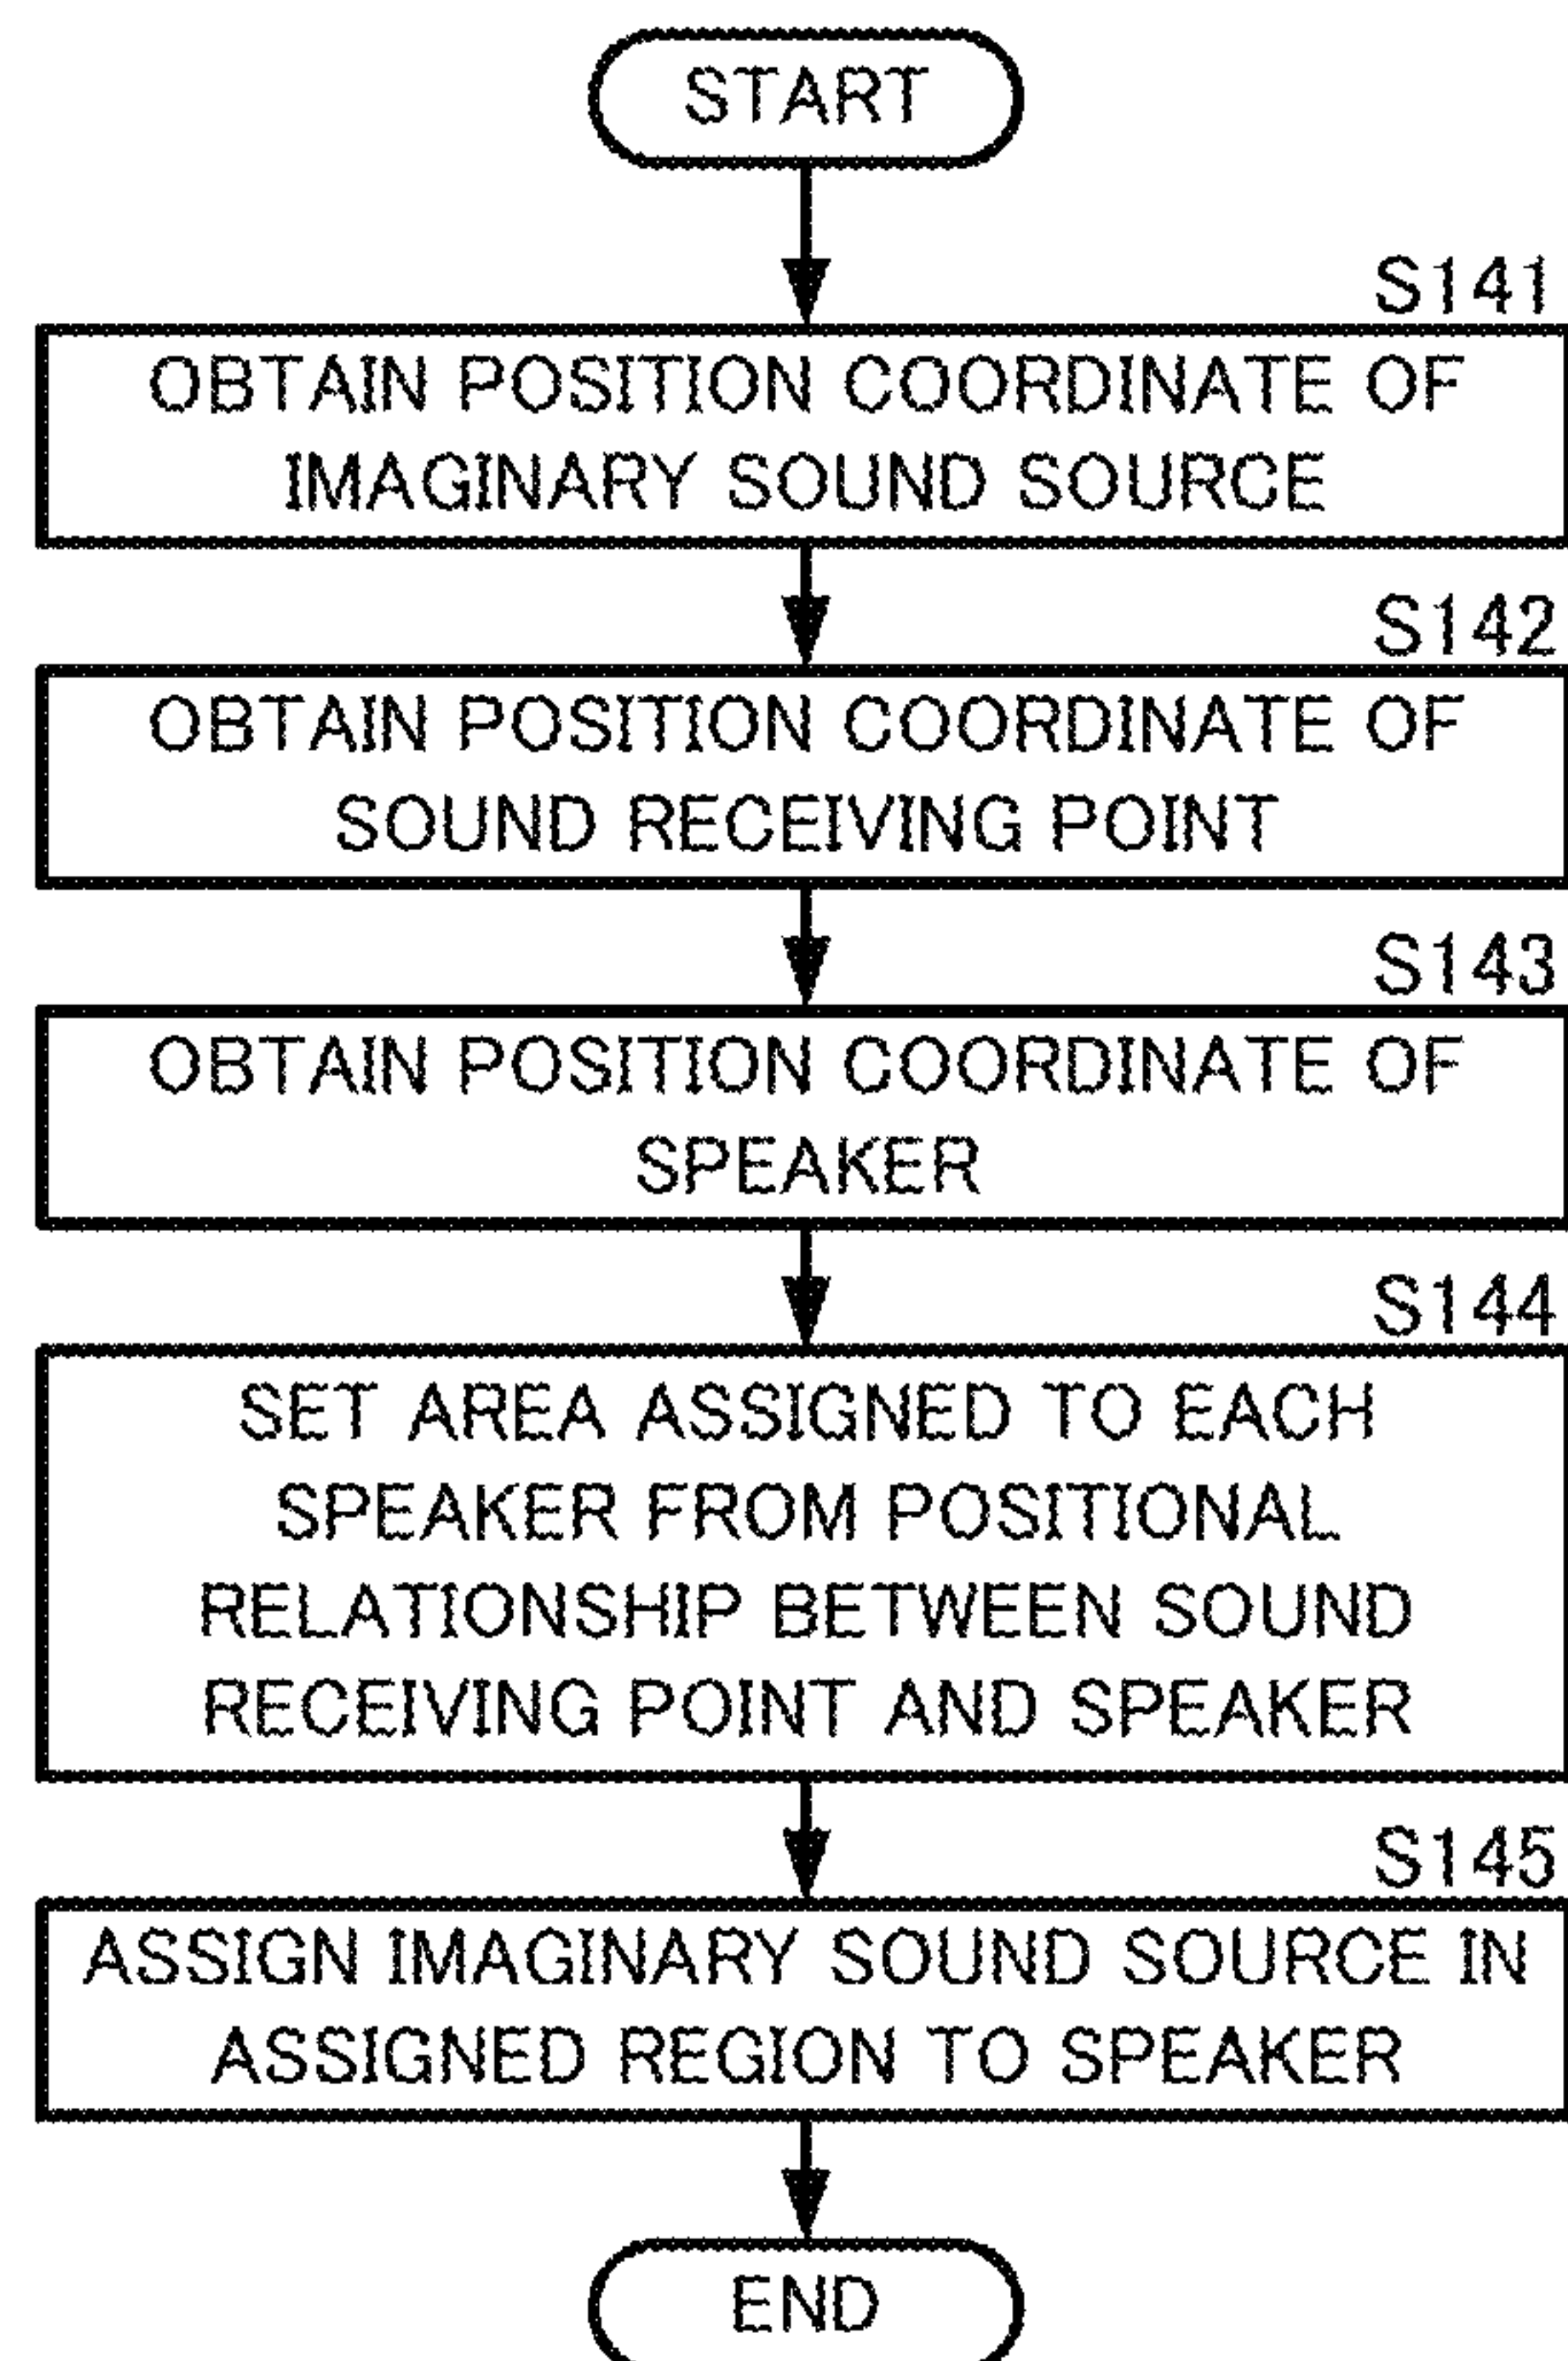 START
S141
OBTAIN POSITION COORDINATE OF
IMAGINARY SOUND SOURCE
S142
OBTAIN POSITION COORDINATE OF
SOUND RECEIVING POINT
S143
OBTAIN POSITION COORDINATE OF
SPEAKER
S144
SET AREA ASSIGNED TO EACH
SPEAKER FROM POSITIONAL
RELATIONSHIP BETWEEN SOUND
RECEIVING POINT AND SPEAKER
S145
ASSIGN IMAGINARY SOUND SOURCE IN
ASSIGNED REGION TO SPEAKER
END